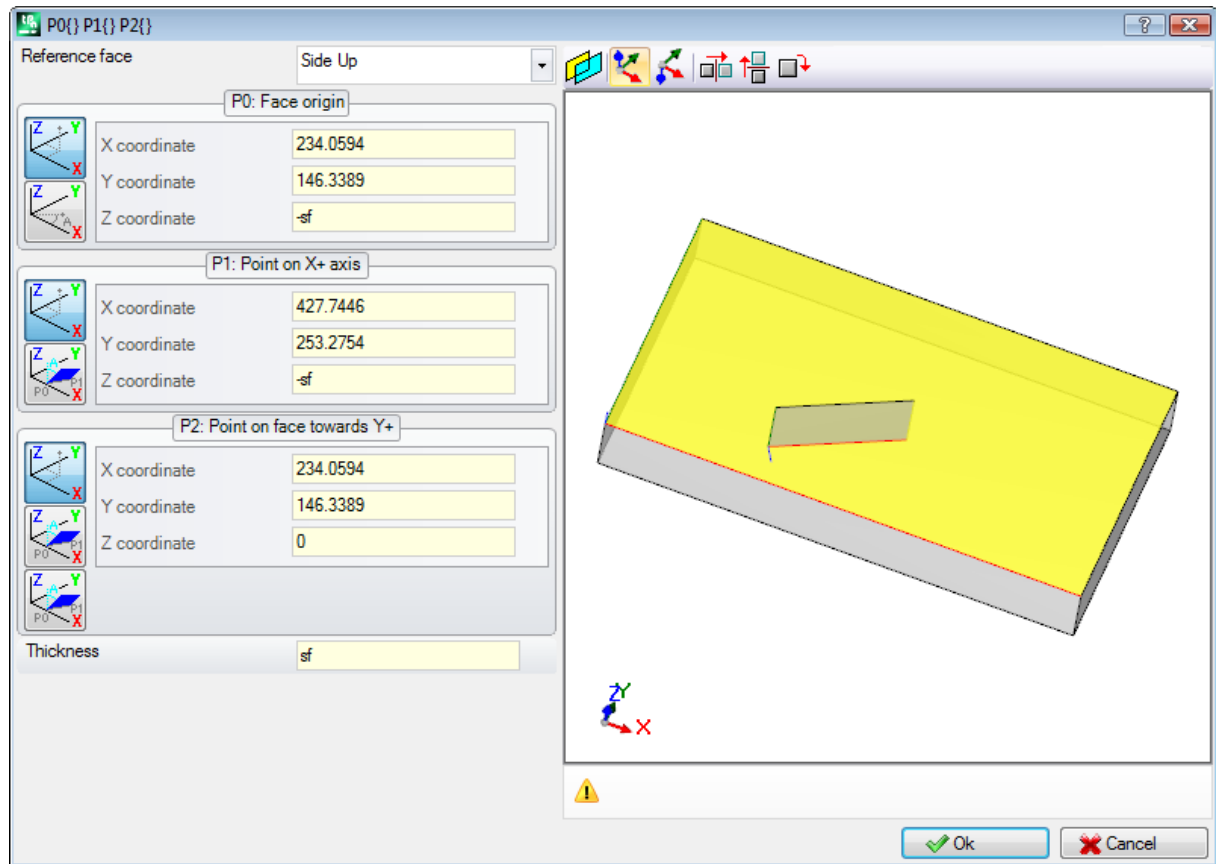 P0{} P1{} P2{}
Reference face
Side Up
P0: Face origin
X coordinate 234.0594
Y coordinate 146.3389
Z coordinate -sf
P1: Point on X+ axis
X coordinate 427.7446
Y coordinate 253.2754
Z coordinate -sf
P2: Point on face towards Y+
X coordinate 234.0594
Y coordinate 146.3389
Z coordinate 0
Thickness sf
Z Y
X
Ok Cancel